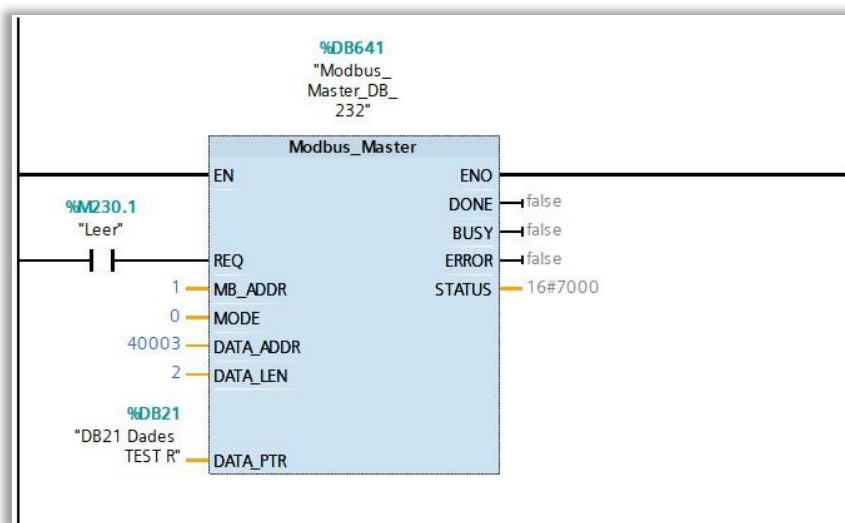 %DB641
"Modbus_
Master_DB_
232"
Modbus_Master
EN ENO
DONE false
%M230.1
"Leer" BUSY false
REQ ERROR false
1 MB_ADDR STATUS 16#7000
0 MODE
40003 DATA_ADDR
2 DATA_LEN
%DB21
"DB21 Dades
TEST R" DATA_PTR